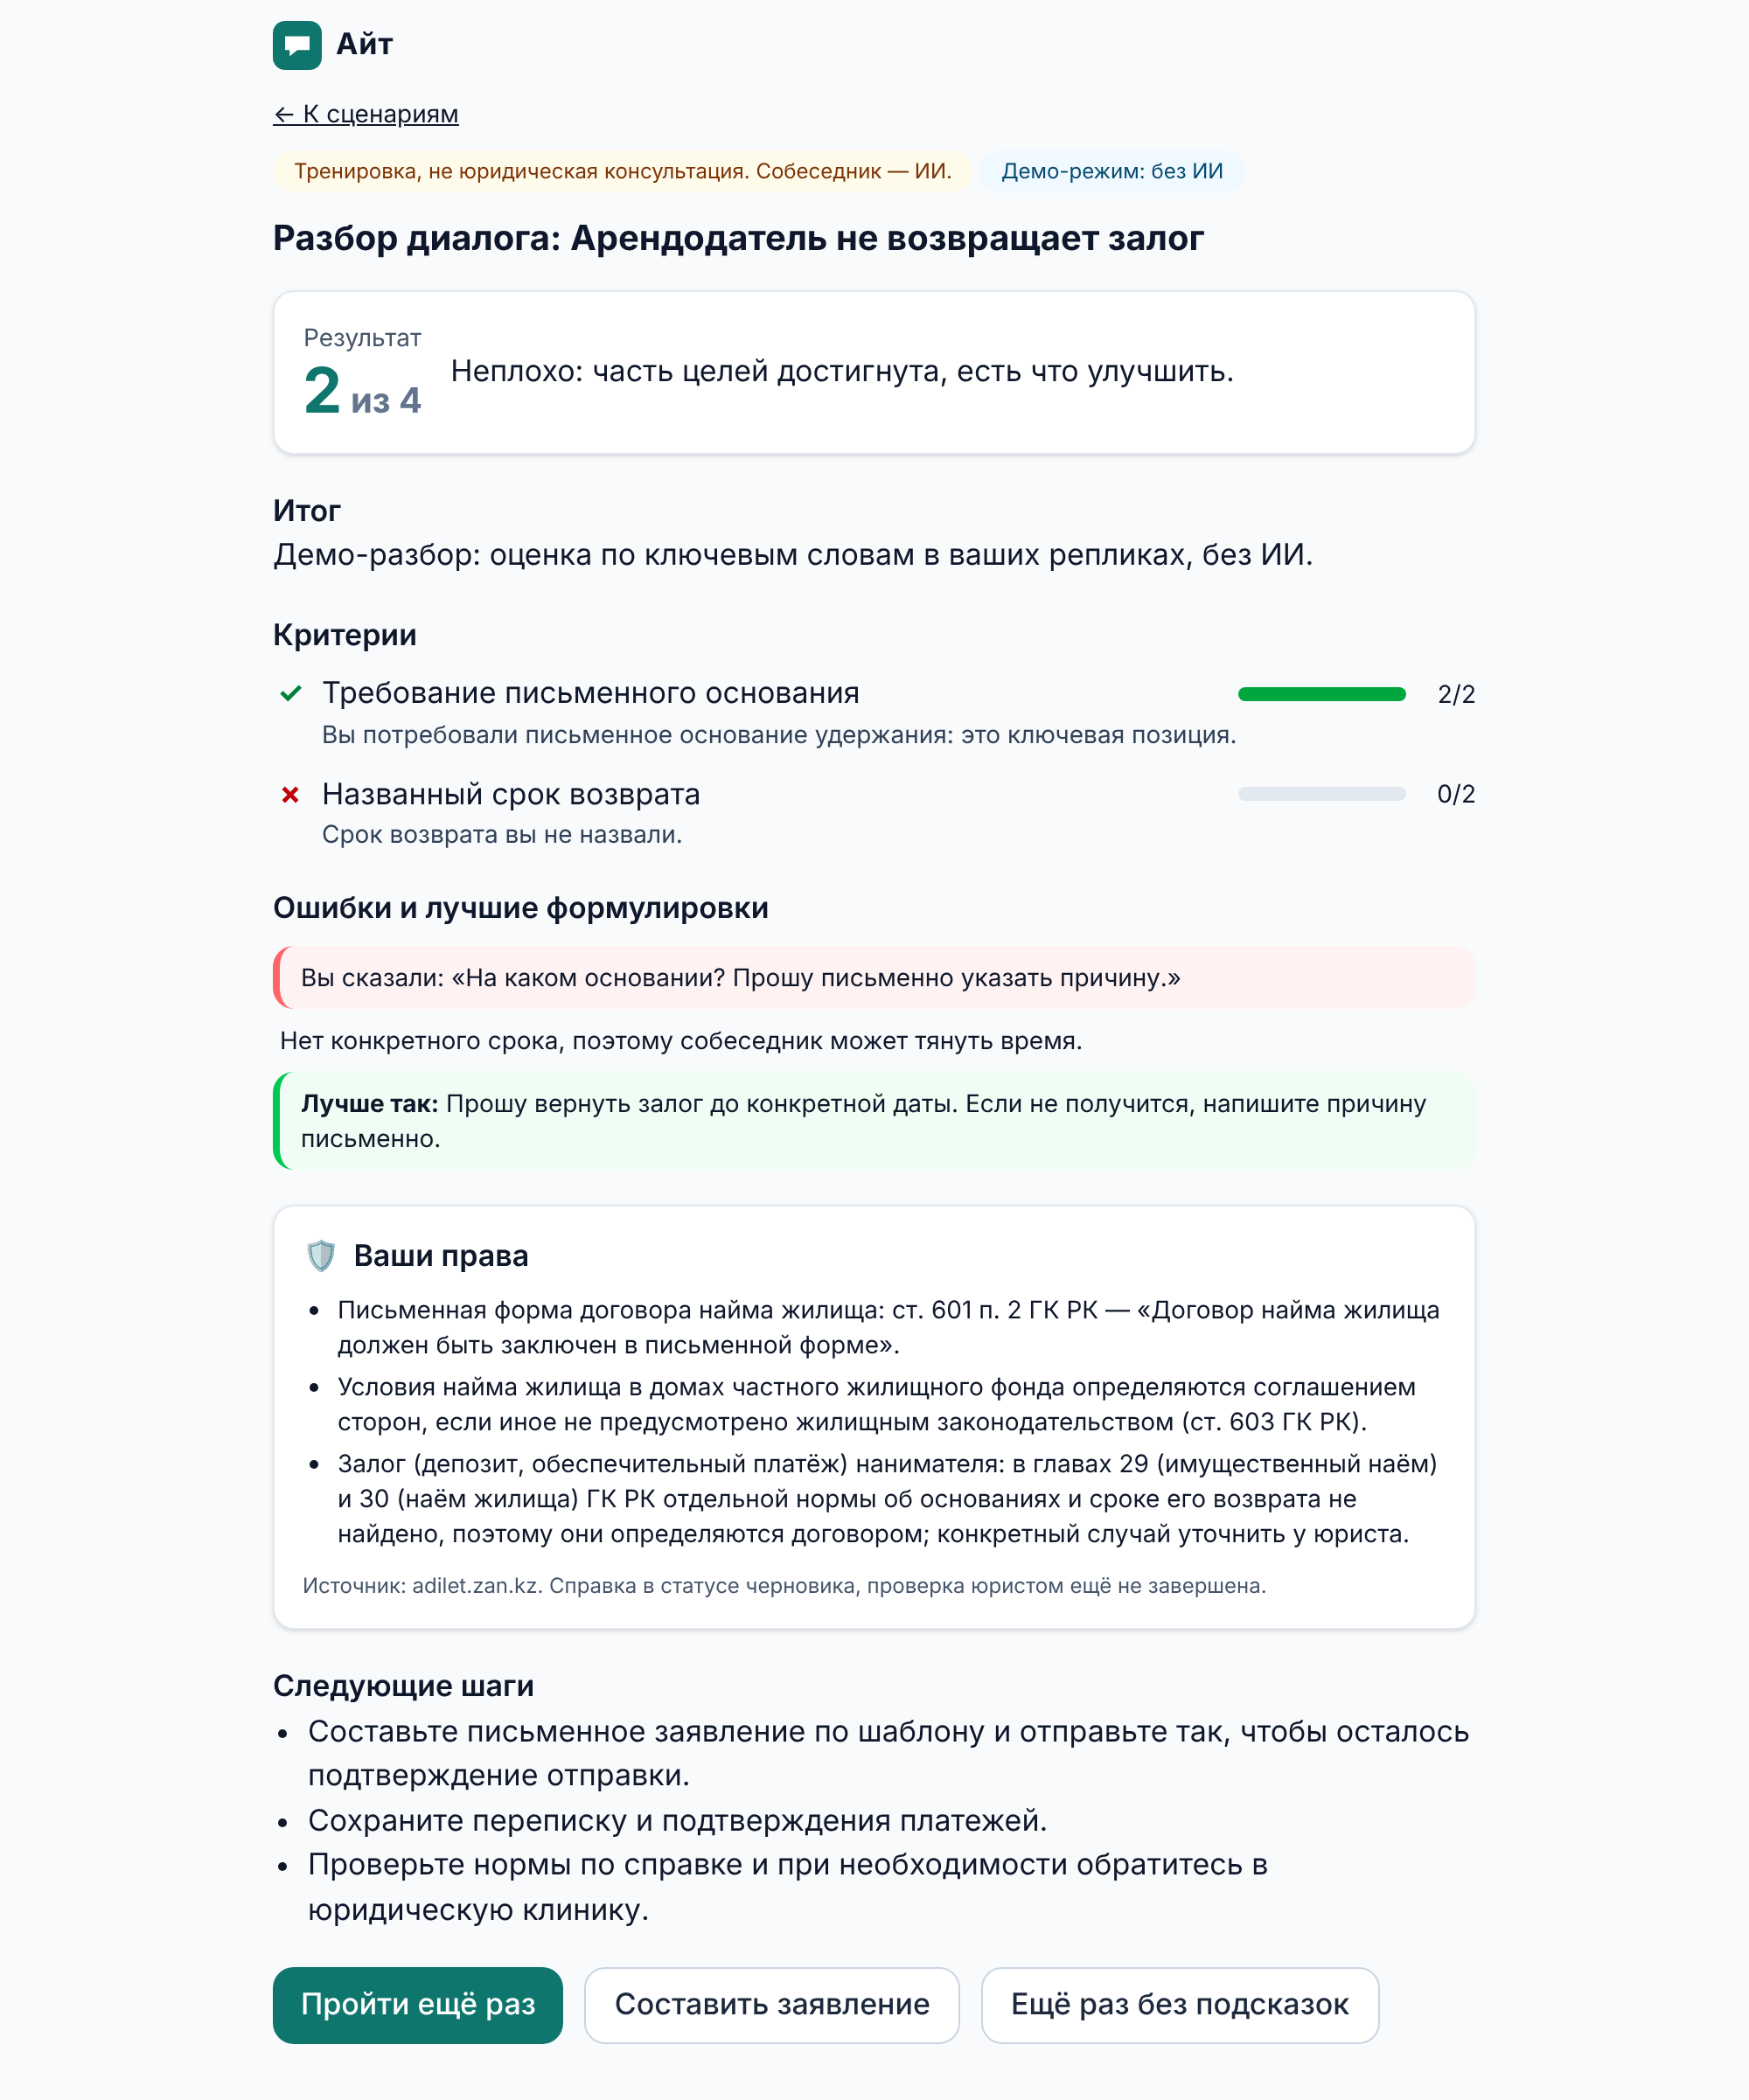 Айт
← К сценариям
Тренировка, не юридическая консультация. Собеседник — ИИ. Демо-режим: без ИИ
Разбор диалога: Арендодатель не возвращает залог
Результат
2 из 4
Неплохо: часть целей достигнута, есть что улучшить.
Итог
Демо-разбор: оценка по ключевым словам в ваших репликах, без ИИ.
Критерии
Требование письменного основания 2/2
Вы потребовали письменное основание удержания: это ключевая позиция.
Названный срок возврата 0/2
Срок возврата вы не назвали.
Ошибки и лучшие формулировки
Вы сказали: «На каком основании? Прошу письменно указать причину.»
Нет конкретного срока, поэтому собеседник может тянуть время.
Лучше так: Прошу вернуть залог до конкретной даты. Если не получится, напишите причину
письменно.
Ваши права
• Письменная форма договора найма жилища: ст. 601 п. 2 ГК РК — «Договор найма жилища
должен быть заключен в письменной форме».
• Условия найма жилища в домах частного жилищного фонда определяются соглашением
сторон, если иное не предусмотрено жилищным законодательством (ст. 603 ГК РК).
• Залог (депозит, обеспечительный платёж) нанимателя: в главах 29 (имущественный наём)
и 30 (наём жилища) ГК РК отдельной нормы об основаниях и сроке его возврата не
найдено, поэтому они определяются договором; конкретный случай уточнить у юриста.
Источник: adilet.zan.kz. Справка в статусе черновика, проверка юристом ещё не завершена.
Следующие шаги
• Составьте письменное заявление по шаблону и отправьте так, чтобы осталось
подтверждение отправки.
• Сохраните переписку и подтверждения платежей.
• Проверьте нормы по справке и при необходимости обратитесь в
юридическую клинику.
Пройти ещё раз
Составить заявление
Ещё раз без подсказок